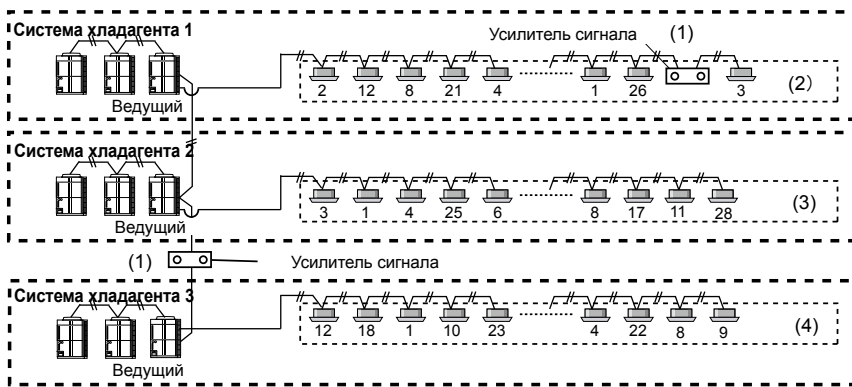 Система хладагента 1
Усилитель сигнала (1)
2 12 8 21 4 1 26 3 (2)
Ведущий
Система хладагента 2
3 1 4 25 6 8 17 11 28 (3)
Ведущий
(1) Усилитель сигнала
Система хладагента 3
12 18 1 10 23 4 22 8 9 (4)
Ведущий